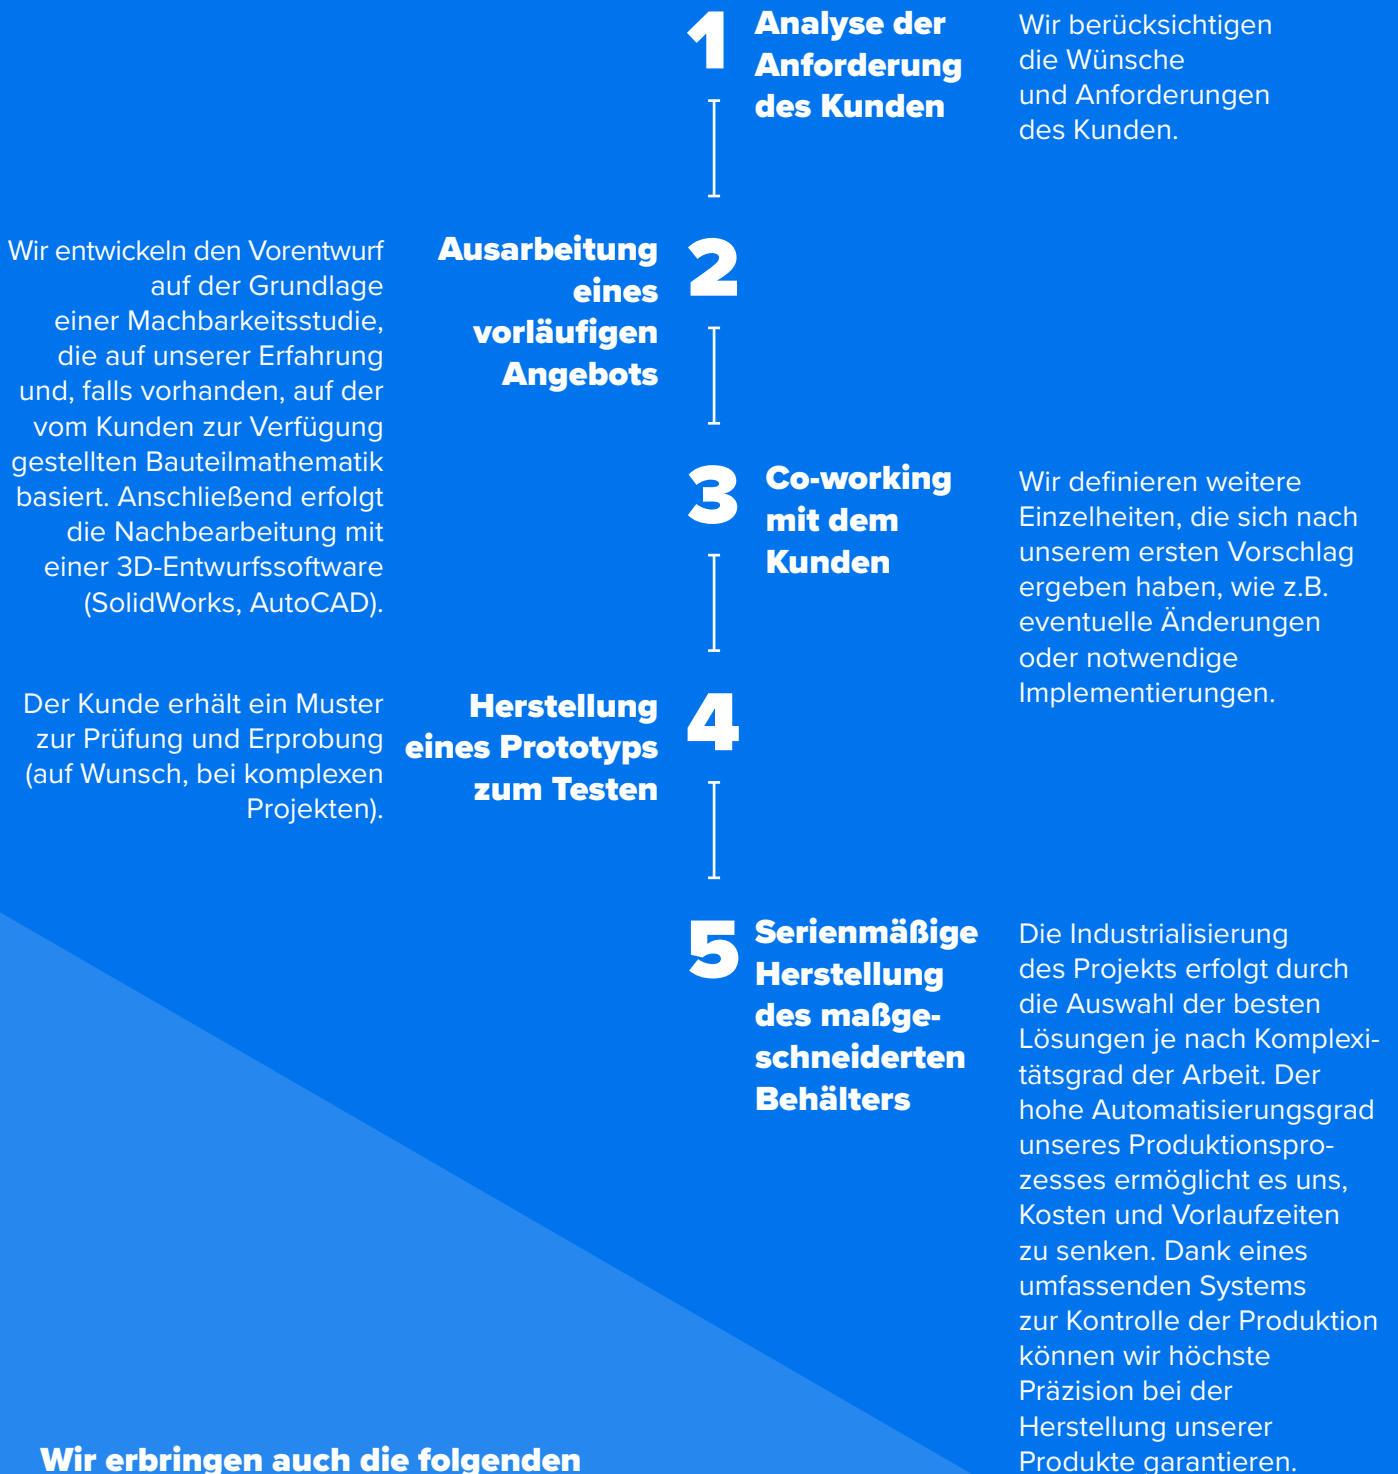 1
Analyse der
Anforderung
des Kunden
Wir berücksichtigen
die Wünsche
und Anforderungen
des Kunden.
2
Ausarbeitung
eines
vorläufigen
Angebots
Wir entwickeln den Vorentwurf
auf der Grundlage
einer Machbarkeitsstudie,
die auf unserer Erfahrung
und, falls vorhanden, auf der
vom Kunden zur Verfügung
gestellten Bauteilmathematik
basiert. Anschließend erfolgt
die Nachbearbeitung mit
einer 3D-Entwurfssoftware
(SolidWorks, AutoCAD).
3
Co-working
mit dem
Kunden
Wir definieren weitere
Einzelheiten, die sich nach
unserem ersten Vorschlag
ergeben haben, wie z.B.
eventuelle Änderungen
oder notwendige
Implementierungen.
4
Herstellung
eines Prototyps
zum Testen
Der Kunde erhält ein Muster
zur Prüfung und Erprobung
(auf Wunsch, bei komplexen
Projekten).
5
Serienmäßige
Herstellung
des maßge-
schneiderten
Behälters
Die Industrialisierung
des Projekts erfolgt durch
die Auswahl der besten
Lösungen je nach Komplexi-
tätsgrad der Arbeit. Der
hohe Automatisierungsgrad
unseres Produktionspro-
zesses ermöglicht es uns,
Kosten und Vorlaufzeiten
zu senken. Dank eines
umfassenden Systems
zur Kontrolle der Produktion
können wir höchste
Präzision bei der
Herstellung unserer
Produkte garantieren.
Wir erbringen auch die folgenden